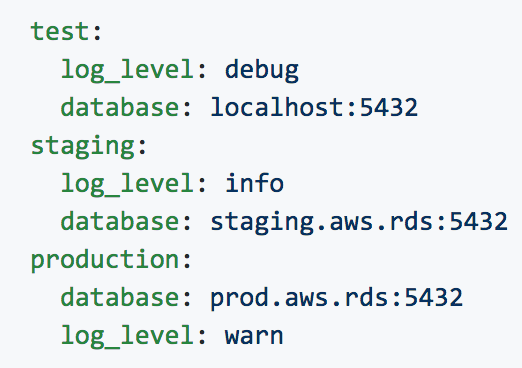 test:
  log_level: debug
  database: localhost:5432
staging:
  log_level: info
  database: staging.aws.rds:5432
production:
  database: prod.aws.rds:5432
  log_level: warn